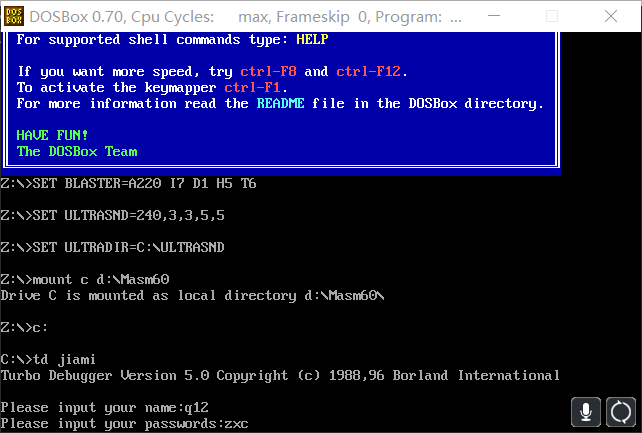 DOSBox 0.70, Cpu Cycles: max, Frameskip 0, Program: ...
For supported shell commands type: HELP
If you want more speed, try ctrl-F8 and ctrl-F12.
To activate the keymapper ctrl-F1.
For more information read the README file in the DOSBox directory.
HAVE FUN!
The DOSBox Team
Z:\>SET BLASTER=A220 I7 D1 H5 T6
Z:\>SET ULTRASND=240,3,3,5,5
Z:\>SET ULTRADIR=C:\ULTRASND
Z:\>mount c d:\Masm60
Drive C is mounted as local directory d:\Masm60\
Z:\>c:
C:\>td jiami
Turbo Debugger Version 5.0 Copyright (c) 1988,96 Borland International
Please input your name:q12
Please input your passwords:zxc